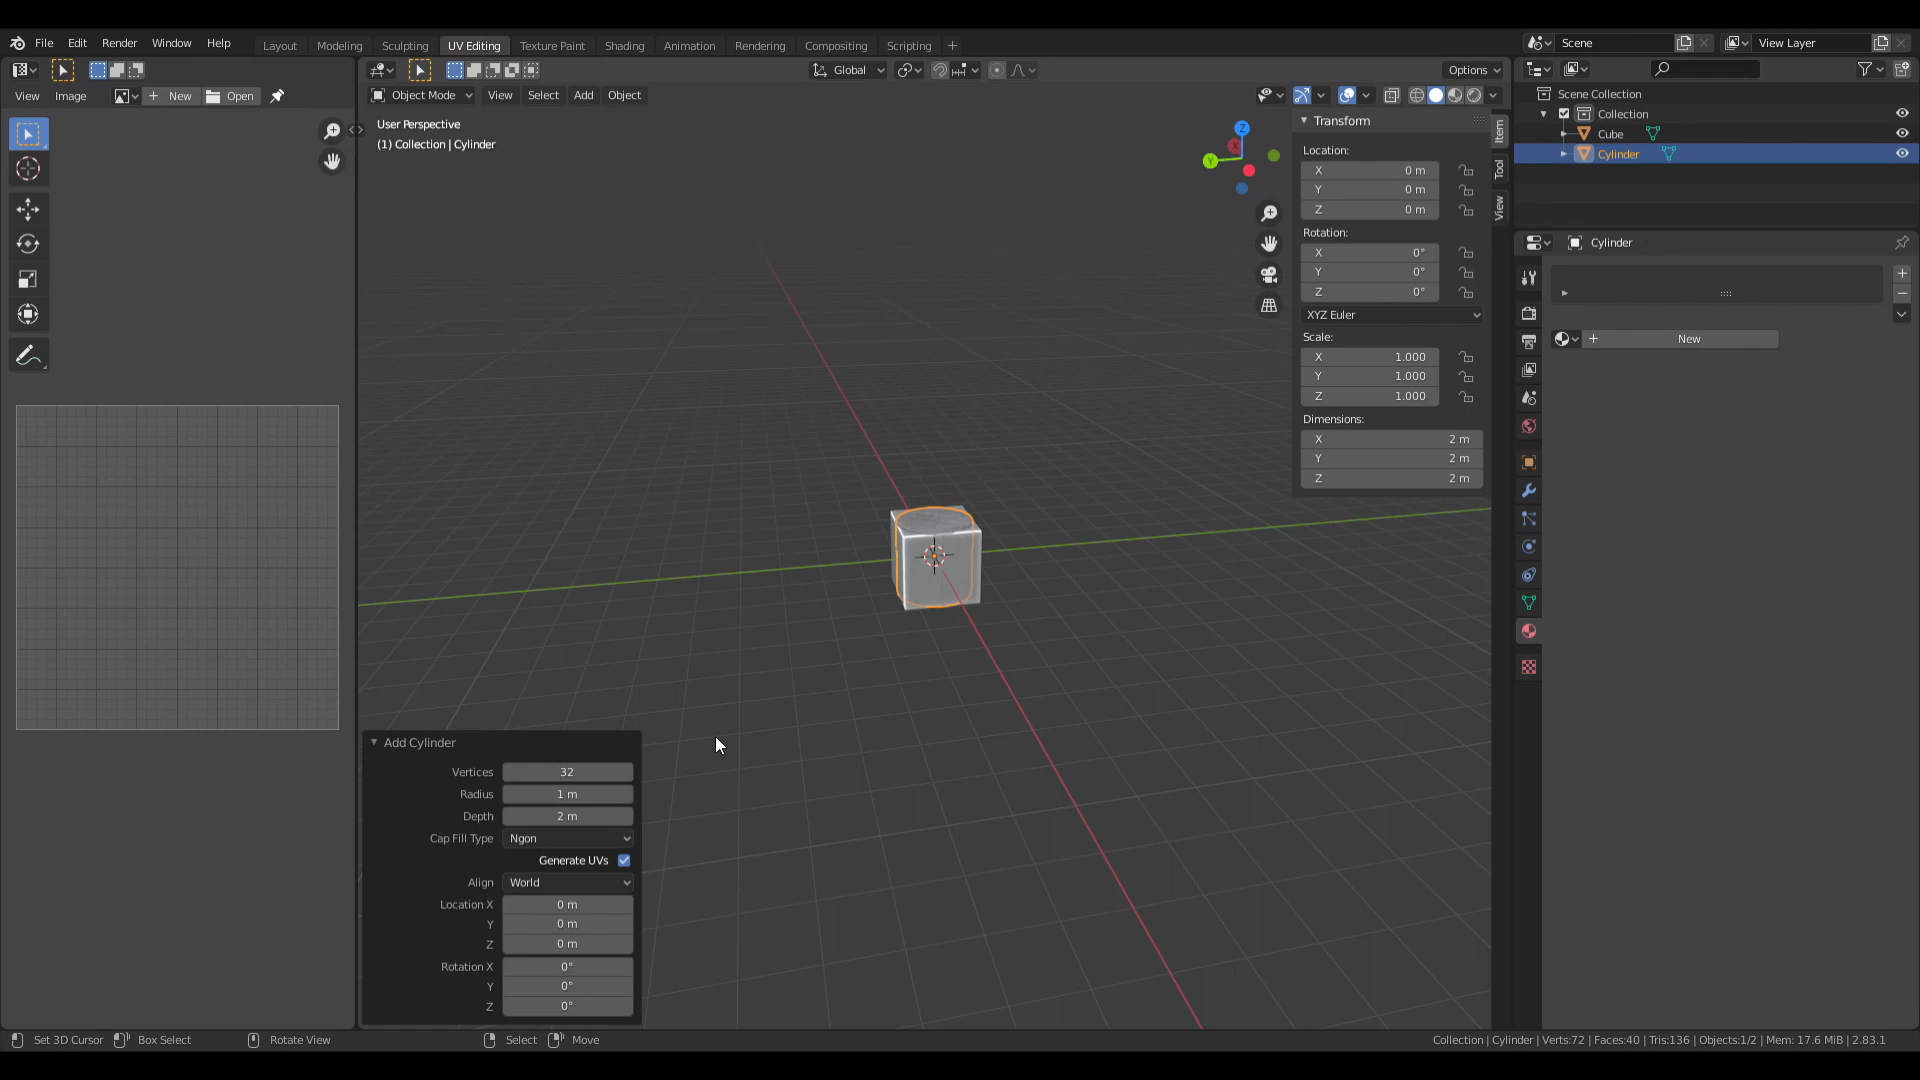 File Edit Render Window Help
Layout Modeling Sculpting UV Editing Texture Paint Shading Animation Rendering Compositing Scripting +
Scene
View Layer
Global
Options
View Image
New Open
Object Mode View Select Add Object
User Perspective
(1) Collection | Cylinder
Z
X
Y
Transform
Location:
X 0 m
Y 0 m
Z 0 m
Rotation:
X 0°
Y 0°
Z 0°
XYZ Euler
Scale:
X 1.000
Y 1.000
Z 1.000
Dimensions:
X 2 m
Y 2 m
Z 2 m
Item
Tool
View
Scene Collection
Collection
Cube
Cylinder
Cylinder
New
Add Cylinder
Vertices 32
Radius 1 m
Depth 2 m
Cap Fill Type Ngon
Generate UVs
Align World
Location X 0 m
Y 0 m
Z 0 m
Rotation X 0°
Y 0°
Z 0°
Set 3D Cursor Box Select Rotate View Select Move
Collection | Cylinder | Verts:72 | Faces:40 | Tris:136 | Objects:1/2 | Mem: 17.6 MiB | 2.83.1